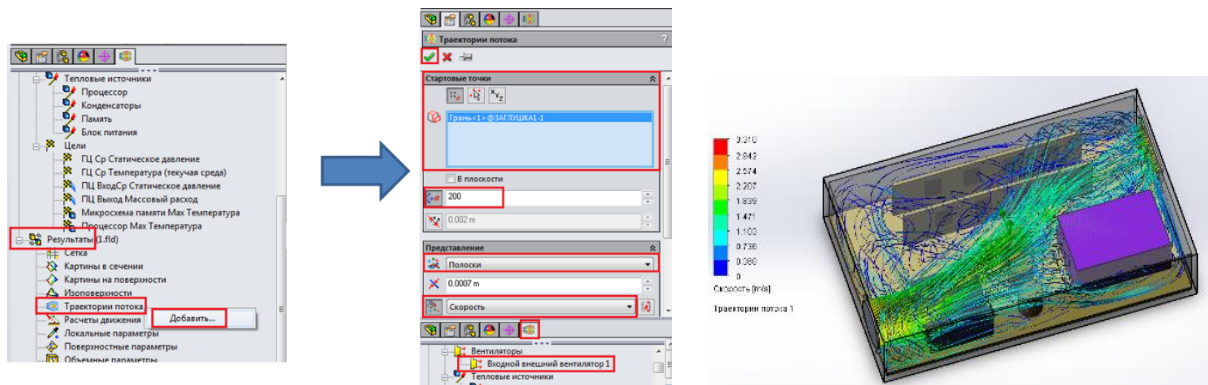 Тепловые источники
Процессор
Конденсаторы
Память
Блок питания
Цели
ГЦ Ср Статическое давление
ГЦ Ср Температура (текучая среда)
ПЦ ВходСр Статическое давление
ПЦ Выход Массовый расход
Микросхема памяти Max Температура
Процессор Max Температура
Результаты (1.fld)
Сетка
Картины в сечении
Картины на поверхности
Изоповерхности
Траектории потока
Добавить...
Расчеты движения
Локальные параметры
Поверхностные параметры
Объемные параметры
Траектории потока ?
Стартовые точки
X Y Z
Грань<1>@ЗАГЛУШКА1-1
В плоскости
200
0.002 m
Представление
Полоски
0.0007 m
Скорость
Вентиляторы
Входной внешний вентилятор 1
Тепловые источники
3.310
2.942
2.574
2.207
1.839
1.471
1.103
0.736
0.368
0
Скорость [m/s]
Траектории потока 1